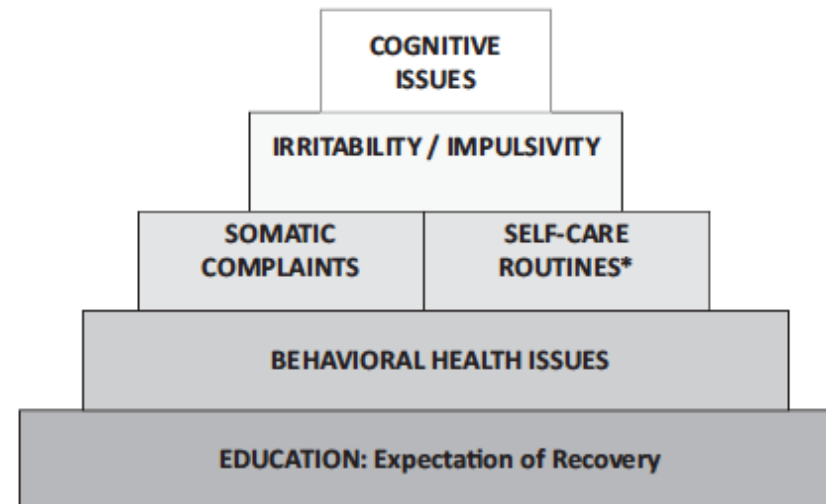 COGNITIVE
ISSUES
IRRITABILITY / IMPULSIVITY
SOMATIC
COMPLAINTS
SELF-CARE
ROUTINES*
BEHAVIORAL HEALTH ISSUES
EDUCATION: Expectation of Recovery